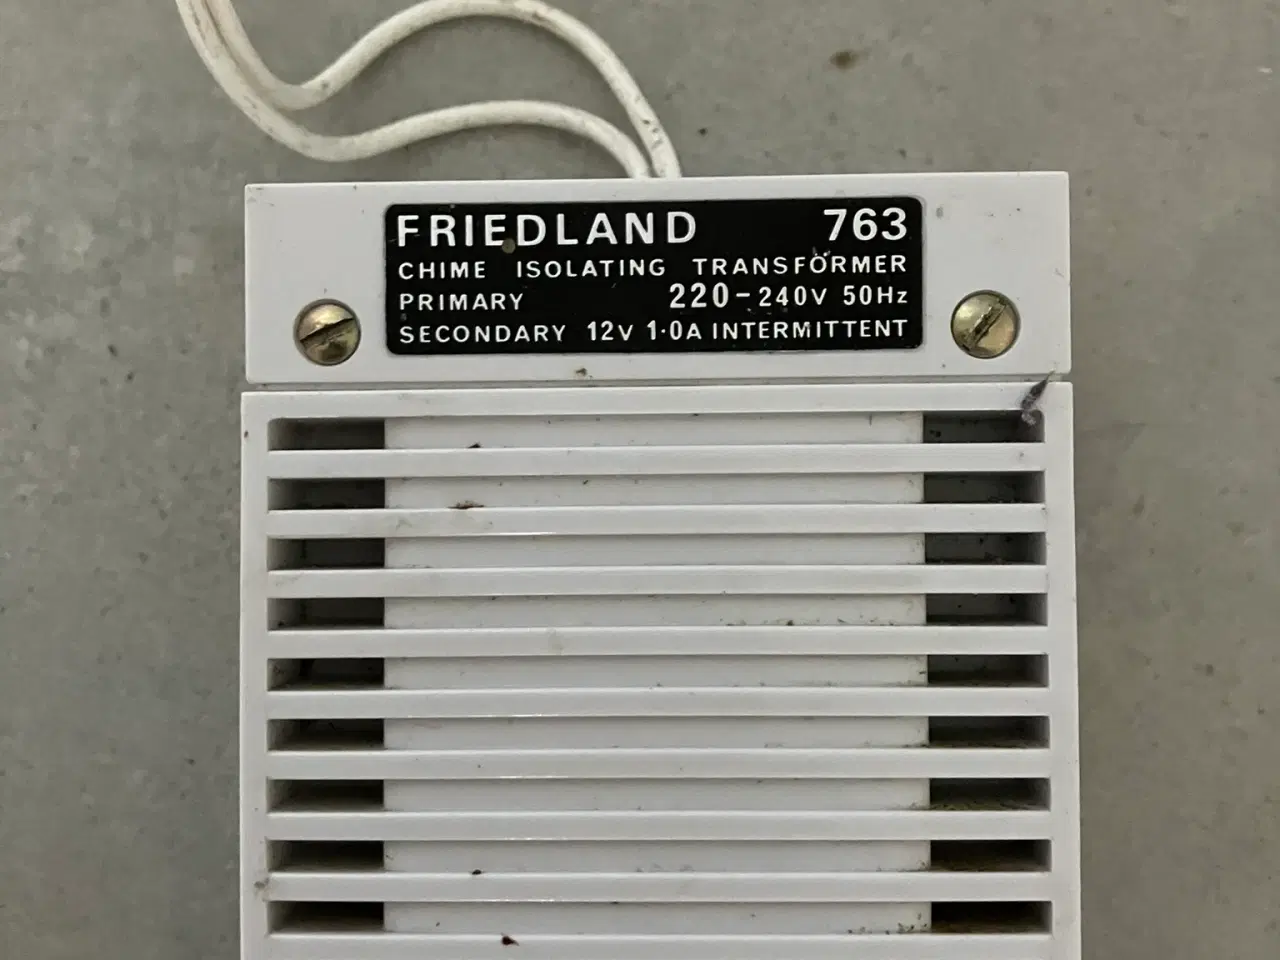 FRIEDLAND 763
CHIME ISOLATING TRANSFORMER
PRIMARY 220-240V 50Hz
SECONDARY 12V 1·0A INTERMITTENT